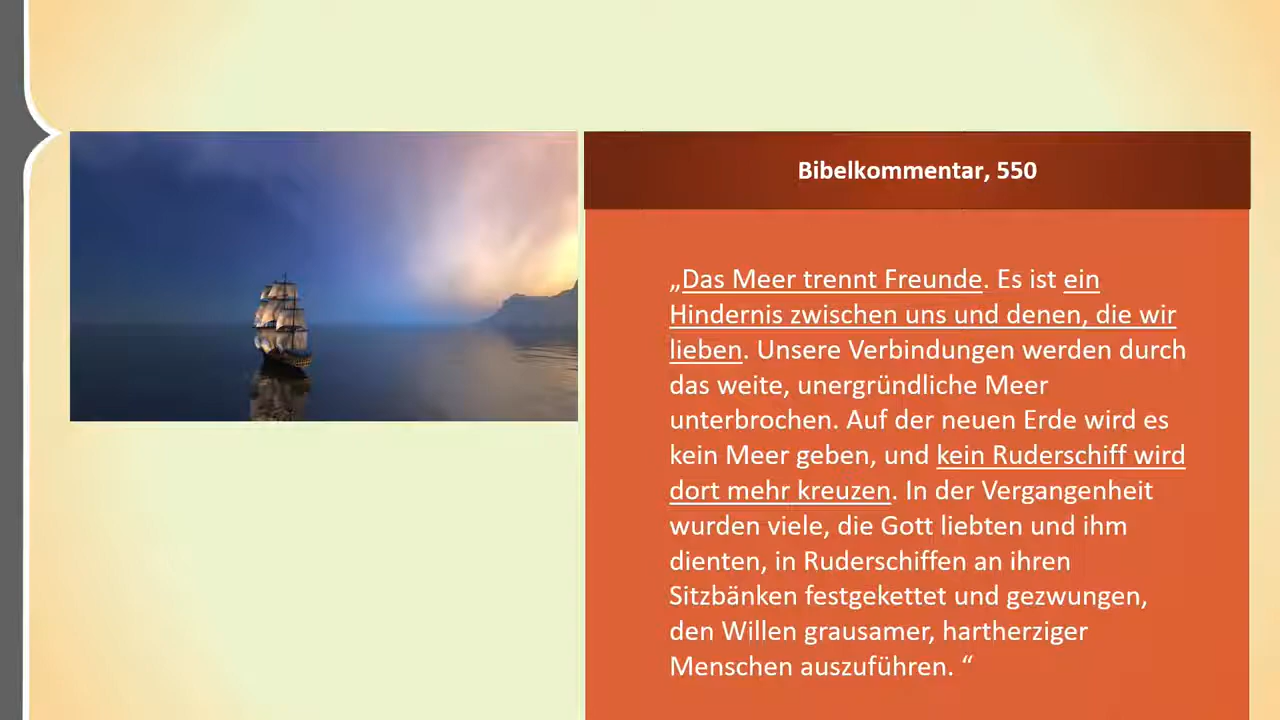 Bibelkommentar, 550
„Das Meer trennt Freunde. Es ist ein
Hindernis zwischen uns und denen, die wir
lieben. Unsere Verbindungen werden durch
das weite, unergründliche Meer
unterbrochen. Auf der neuen Erde wird es
kein Meer geben, und kein Ruderschiff wird
dort mehr kreuzen. In der Vergangenheit
wurden viele, die Gott liebten und ihm
dienten, in Ruderschiffen an ihren
Sitzbänken festgekettet und gezwungen,
den Willen grausamer, hartherziger
Menschen auszuführen. “